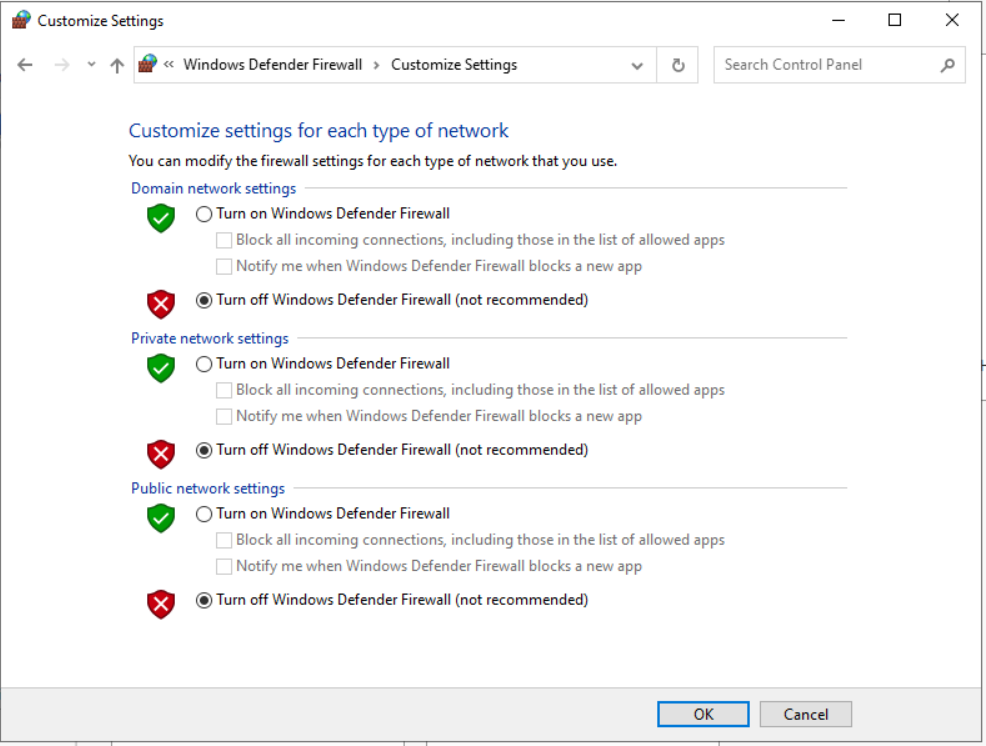 Customize Settings
« Windows Defender Firewall › Customize Settings
Search Control Panel
Customize settings for each type of network
You can modify the firewall settings for each type of network that you use.
Domain network settings
Turn on Windows Defender Firewall
Block all incoming connections, including those in the list of allowed apps
Notify me when Windows Defender Firewall blocks a new app
Turn off Windows Defender Firewall (not recommended)
Private network settings
Turn on Windows Defender Firewall
Block all incoming connections, including those in the list of allowed apps
Notify me when Windows Defender Firewall blocks a new app
Turn off Windows Defender Firewall (not recommended)
Public network settings
Turn on Windows Defender Firewall
Block all incoming connections, including those in the list of allowed apps
Notify me when Windows Defender Firewall blocks a new app
Turn off Windows Defender Firewall (not recommended)
OK
Cancel